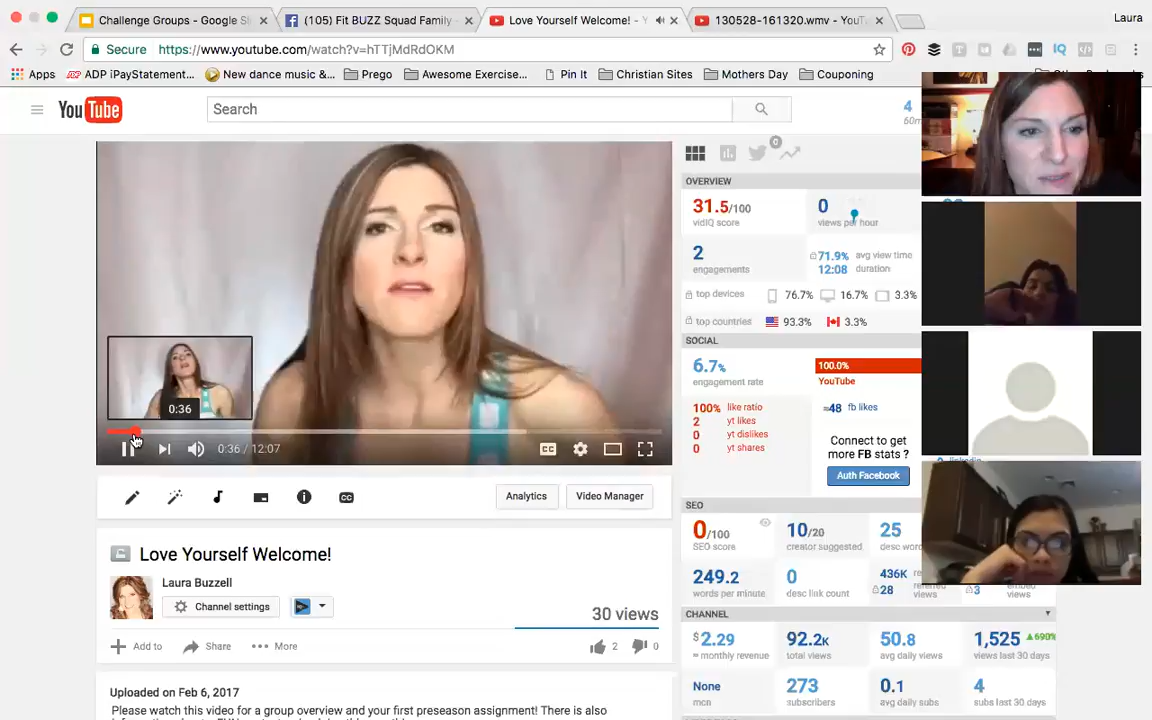 Challenge Groups - Google Sl
(105) Fit BUZZ Squad Family -
Love Yourself Welcome! - Y
130528-161320.wmv - YouT
Laura
Secure https://www.youtube.com/watch?v=hTTjMdRdOKM
Apps ADP iPayStatement... New dance music &... Prego Awesome Exercise... Pin It Christian Sites Mothers Day Couponing
YouTube
Search
4
60m
0
OVERVIEW
31.5/100
vidIQ score
0
views per hour
2
engagements
71.9% avg view time
12:08 duration:
top devices 76.7% 16.7% 3.3%
top countries 93.3% 3.3%
SOCIAL
6.7%
engagement rate
100.0%
YouTube
100% like ratio
2 yt likes
0 yt dislikes
0 yt shares
≈48 fb likes
Connect to get
more FB stats ?
Auth Facebook
0:36
0:36 / 12:07
CC
Analytics
Video Manager
SEO
0/100
SEO score
10/20
creator suggested
25
desc word
249.2
words per minute
0
desc link count
436K
28
views
3
views
Love Yourself Welcome!
Laura Buzzell
Channel settings
30 views
Add to Share More
2 0
CHANNEL
$2.29
≈ monthly revenue
92.2k
total views
50.8
avg daily views
1,525 690%
views last 30 days
None
mcn
273
subscribers
0.1
avg daily subs
4
subs last 30 days
Uploaded on Feb 6, 2017
Please watch this video for a group overview and your first preseason assignment! There is also